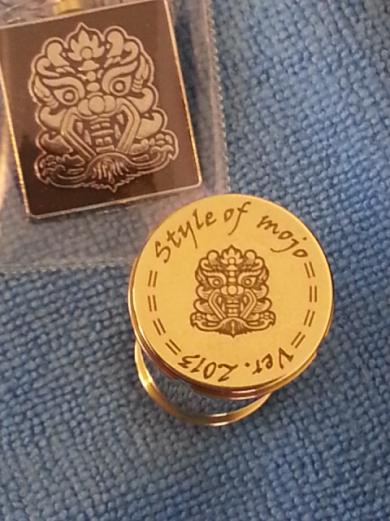 Style of mojo
Ver. 2013